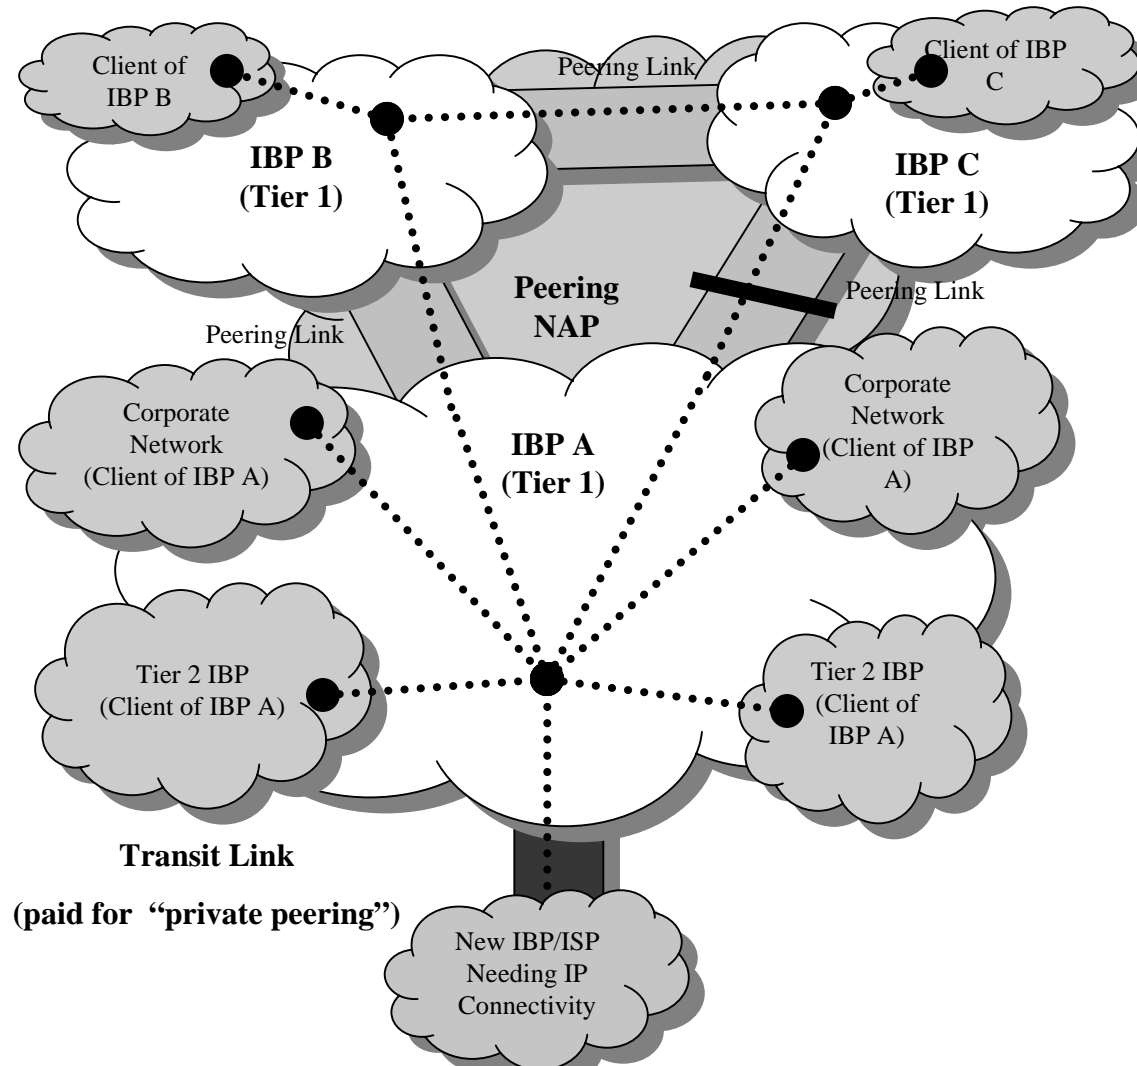 Client of
IBP B
Peering Link
Client of IBP
C
IBP B
(Tier 1)
IBP C
(Tier 1)
Peering
NAP
Peering Link
Peering Link
Corporate
Network
(Client of IBP A)
IBP A
(Tier 1)
Corporate
Network
(Client of IBP
A)
Tier 2 IBP
(Client of IBP A)
Tier 2 IBP
(Client of
IBP A)
Transit Link
(paid for “private peering”)
New IBP/ISP
Needing IP
Connectivity